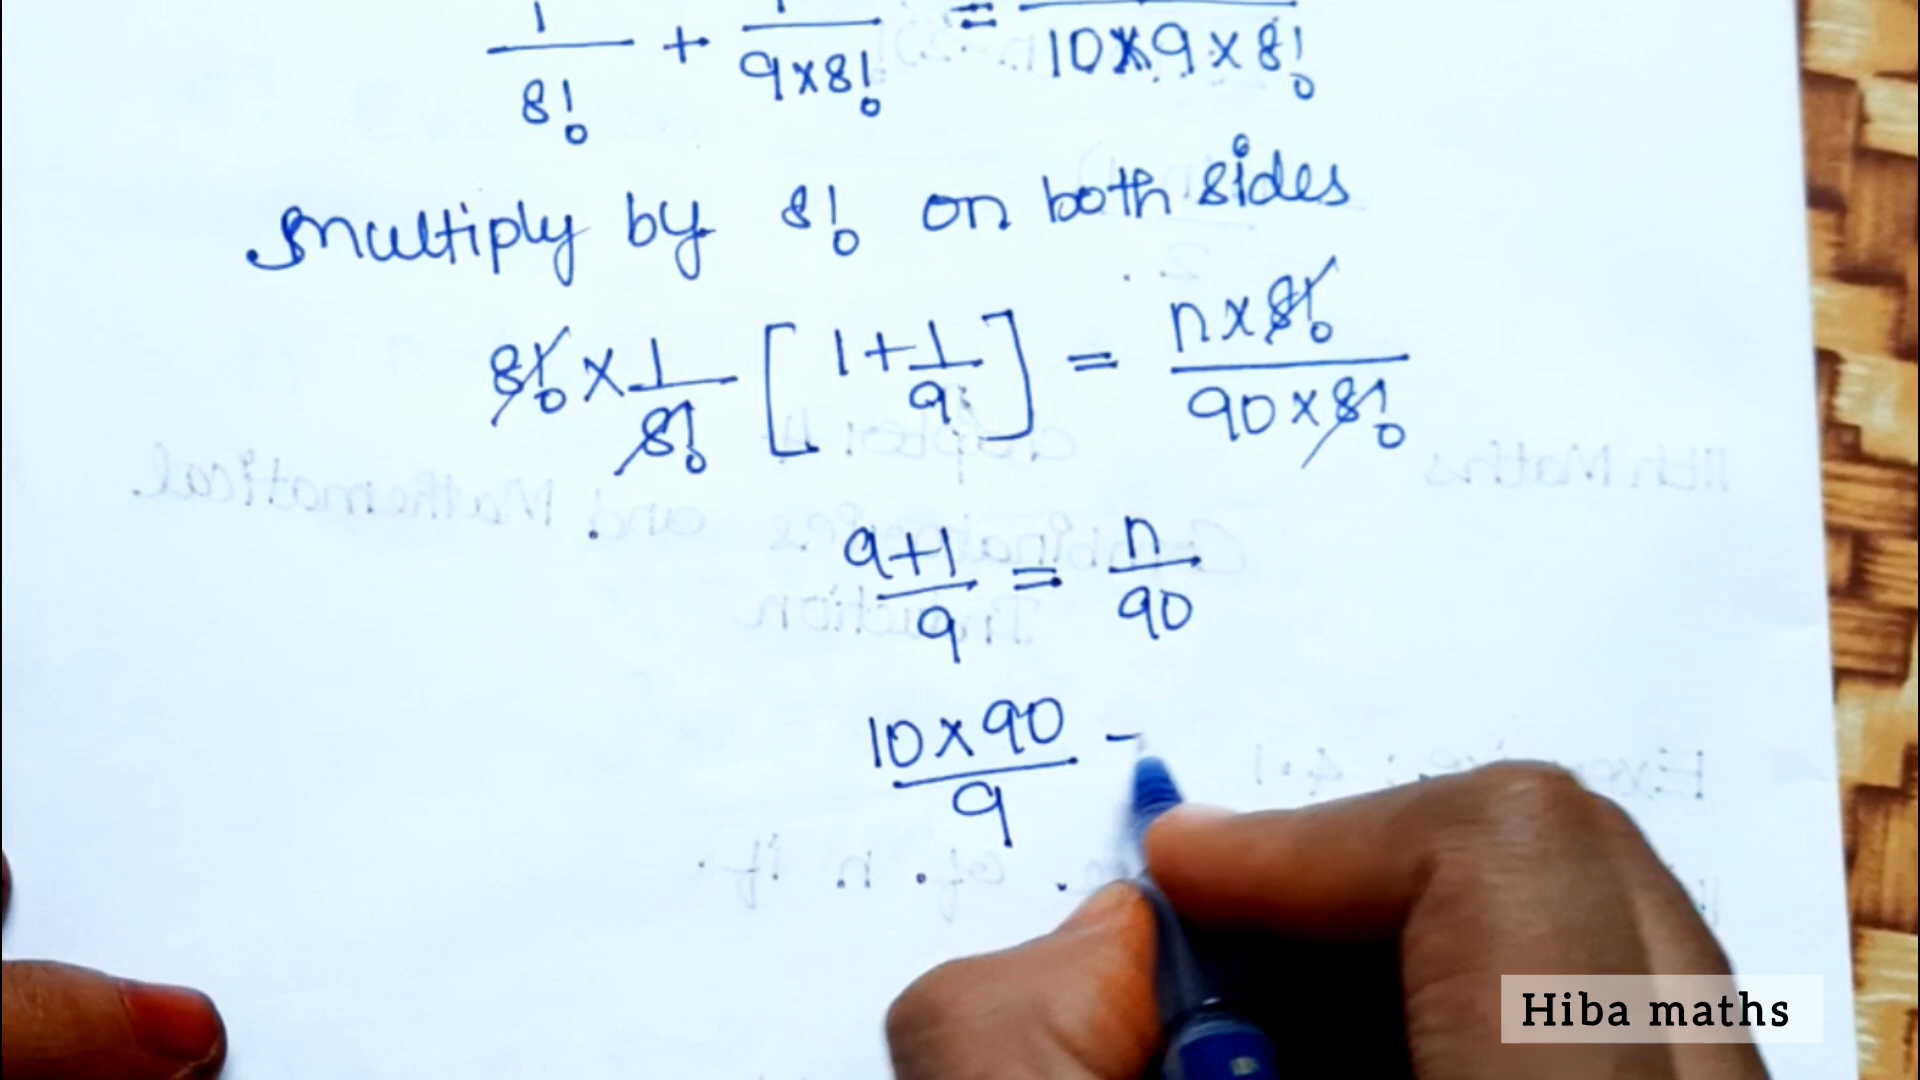 1/8! + 1/9×8! = 10×9×8!
Multiply by 8! on both sides
8! × 1/8! [1 + 1/9] = n×8!/90×8!
9+1/9 = n/90
10×90/9 -
Hiba maths